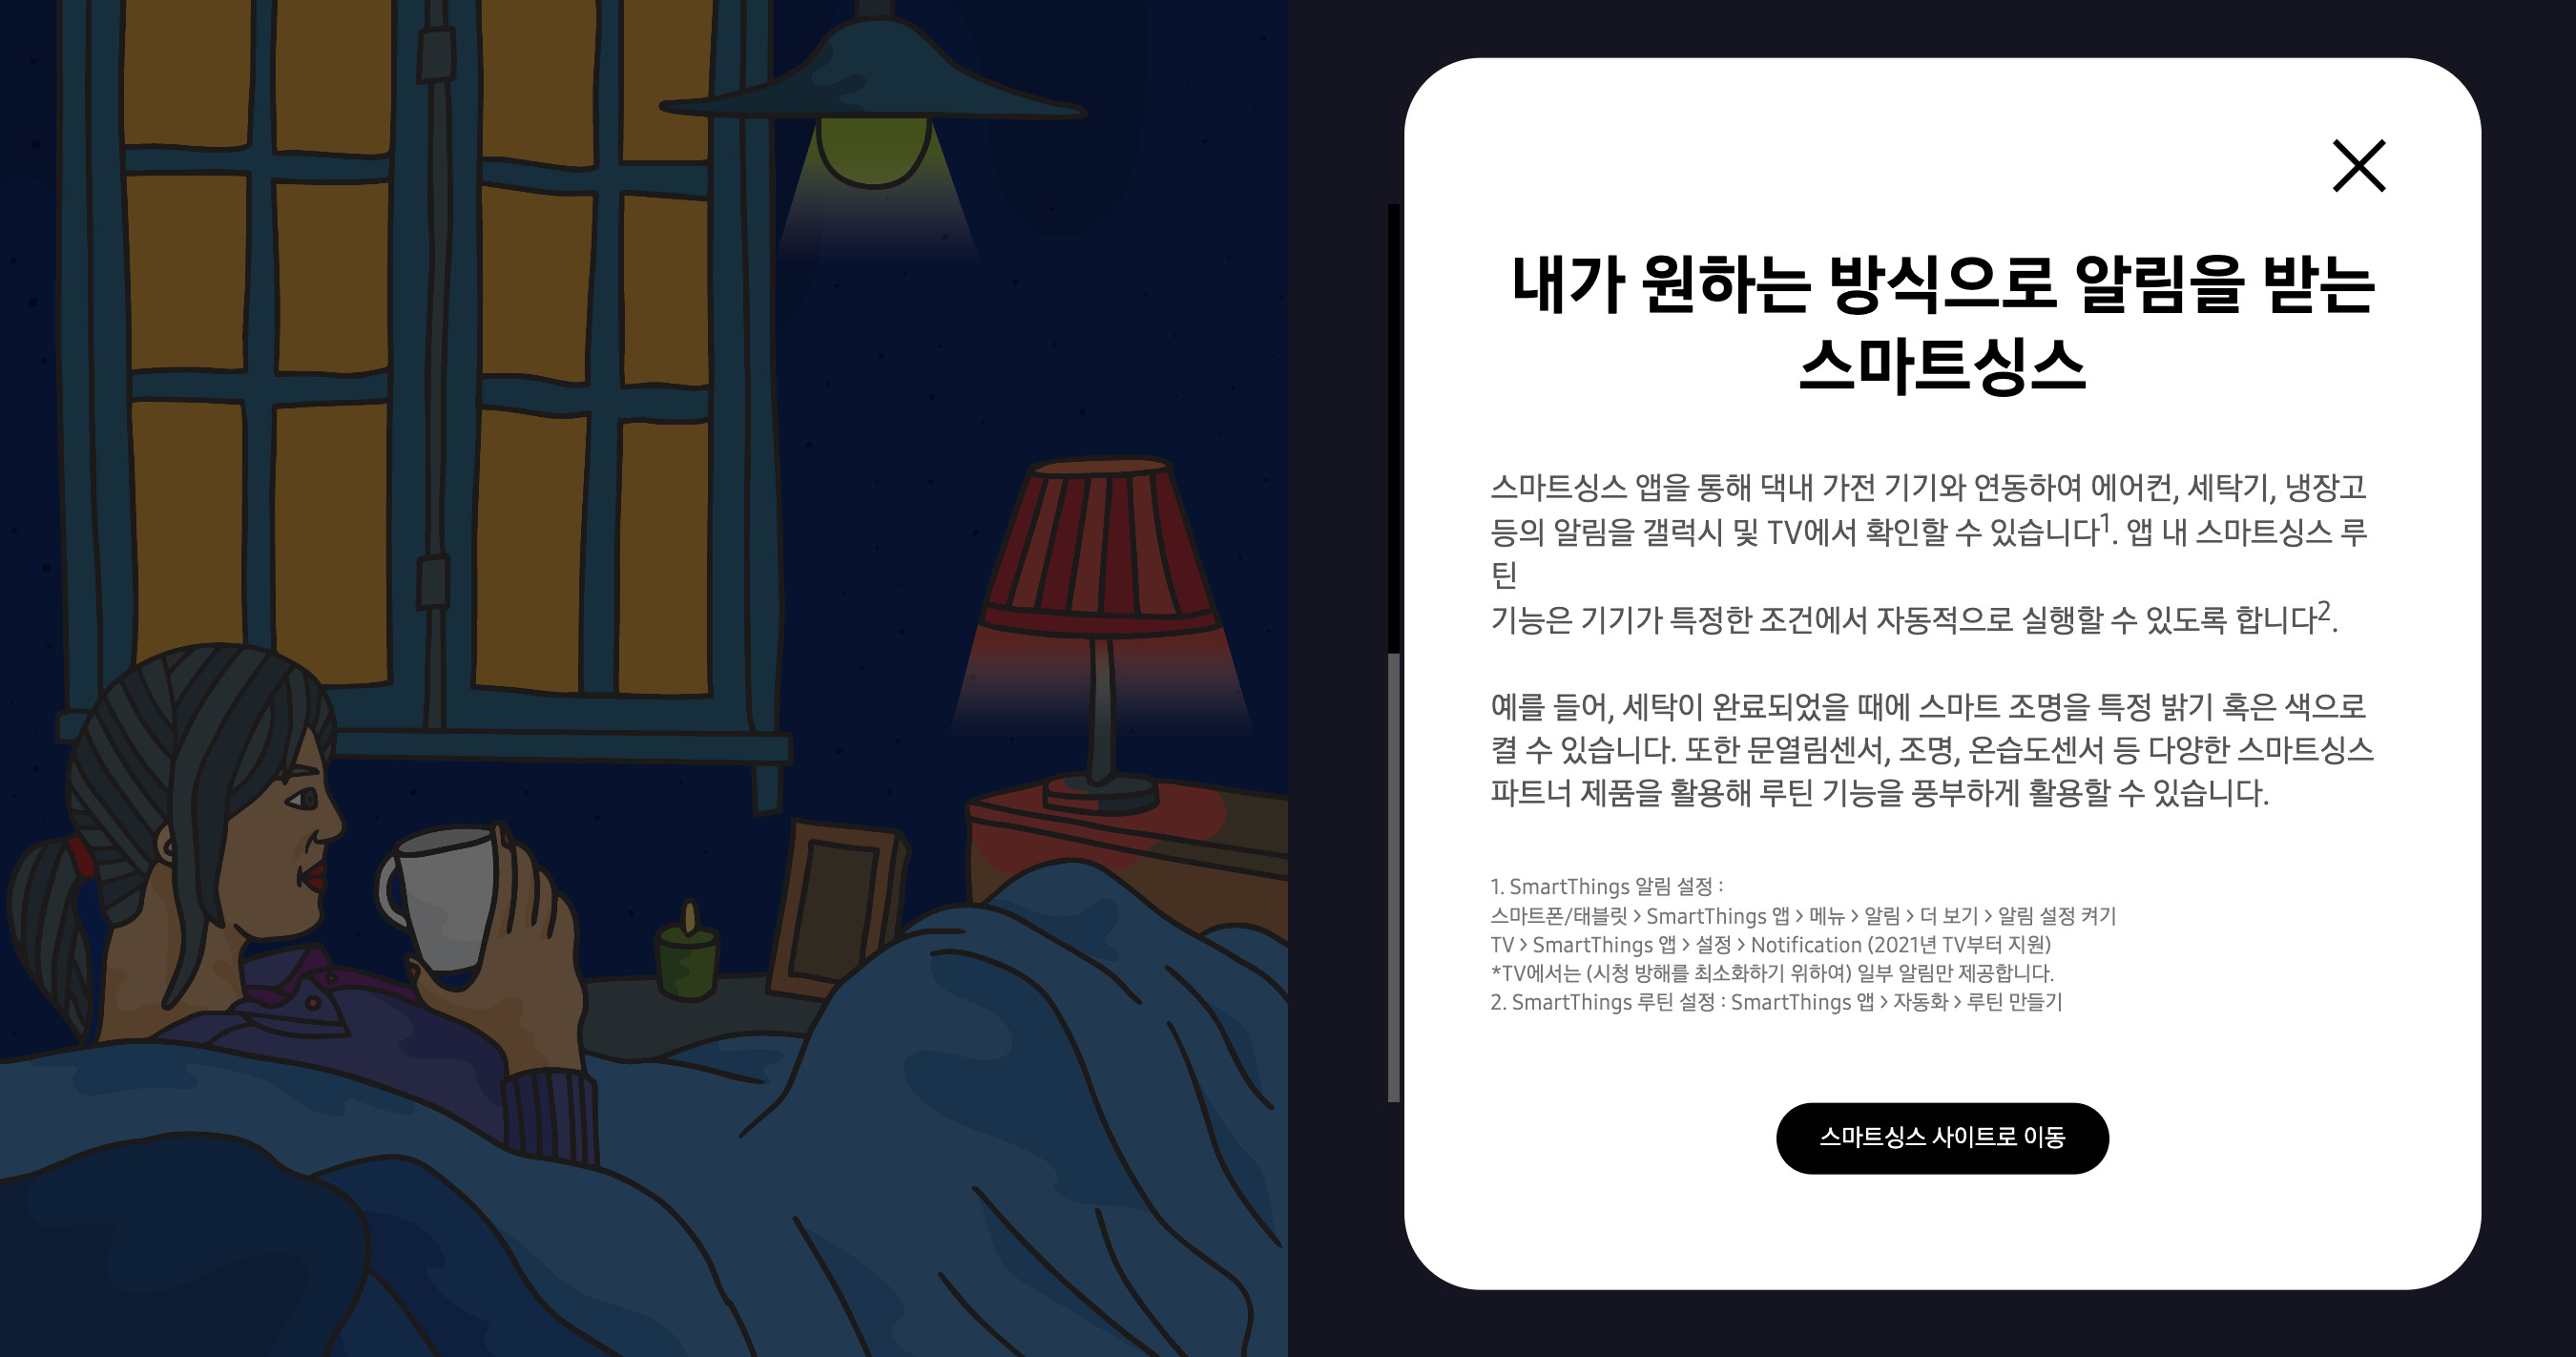 내가 원하는 방식으로 알림을 받는
스마트싱스
스마트싱스 앱을 통해 댁내 가전 기기와 연동하여 에어컨, 세탁기, 냉장고
등의 알림을 갤럭시 및 TV에서 확인할 수 있습니다1. 앱 내 스마트싱스 루
틴
기능은 기기가 특정한 조건에서 자동적으로 실행할 수 있도록 합니다2.
예를 들어, 세탁이 완료되었을 때에 스마트 조명을 특정 밝기 혹은 색으로
켤 수 있습니다. 또한 문열림센서, 조명, 온습도센서 등 다양한 스마트싱스
파트너 제품을 활용해 루틴 기능을 풍부하게 활용할 수 있습니다.
1. SmartThings 알림 설정 :
스마트폰/태블릿 > SmartThings 앱 > 메뉴 > 알림 > 더 보기 > 알림 설정 켜기
TV > SmartThings 앱 > 설정 > Notification (2021년 TV부터 지원)
*TV에서는 (시청 방해를 최소화하기 위하여) 일부 알림만 제공합니다.
2. SmartThings 루틴 설정 : SmartThings 앱 > 자동화 > 루틴 만들기
스마트싱스 사이트로 이동